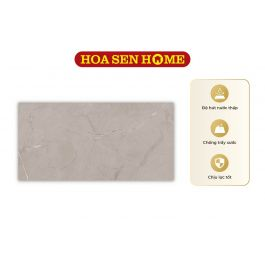 HOA SEN HOME
Độ hút nước thấp
Chống trầy xước
Chịu lực tốt